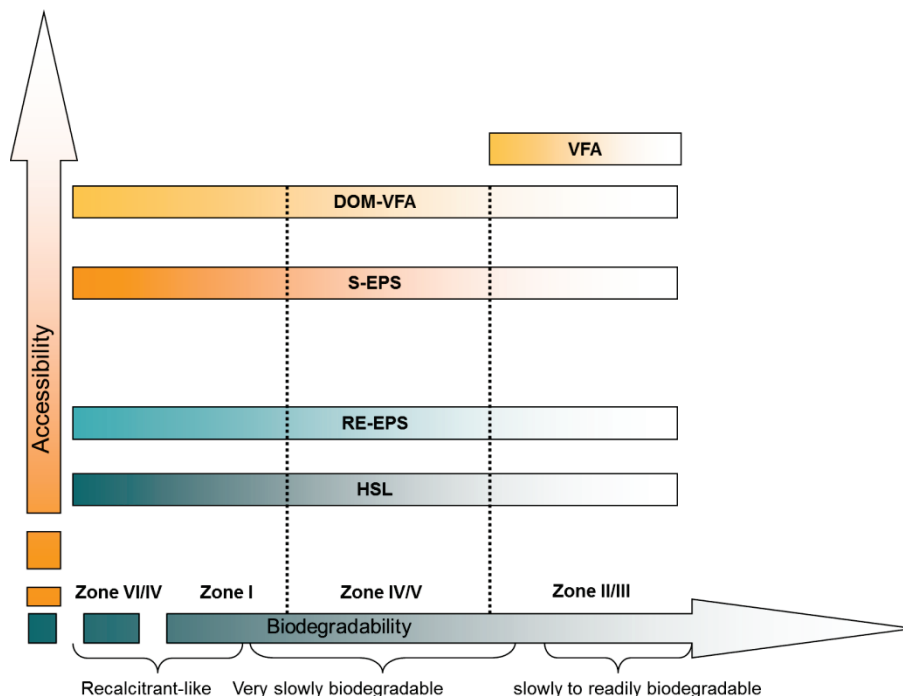 VFA
DOM-VFA
S-EPS
Accessibility
RE-EPS
HSL
Zone VI/IV Zone I Zone IV/V Zone II/III
Biodegradability
Recalcitrant-like Very slowly biodegradable slowly to readily biodegradable